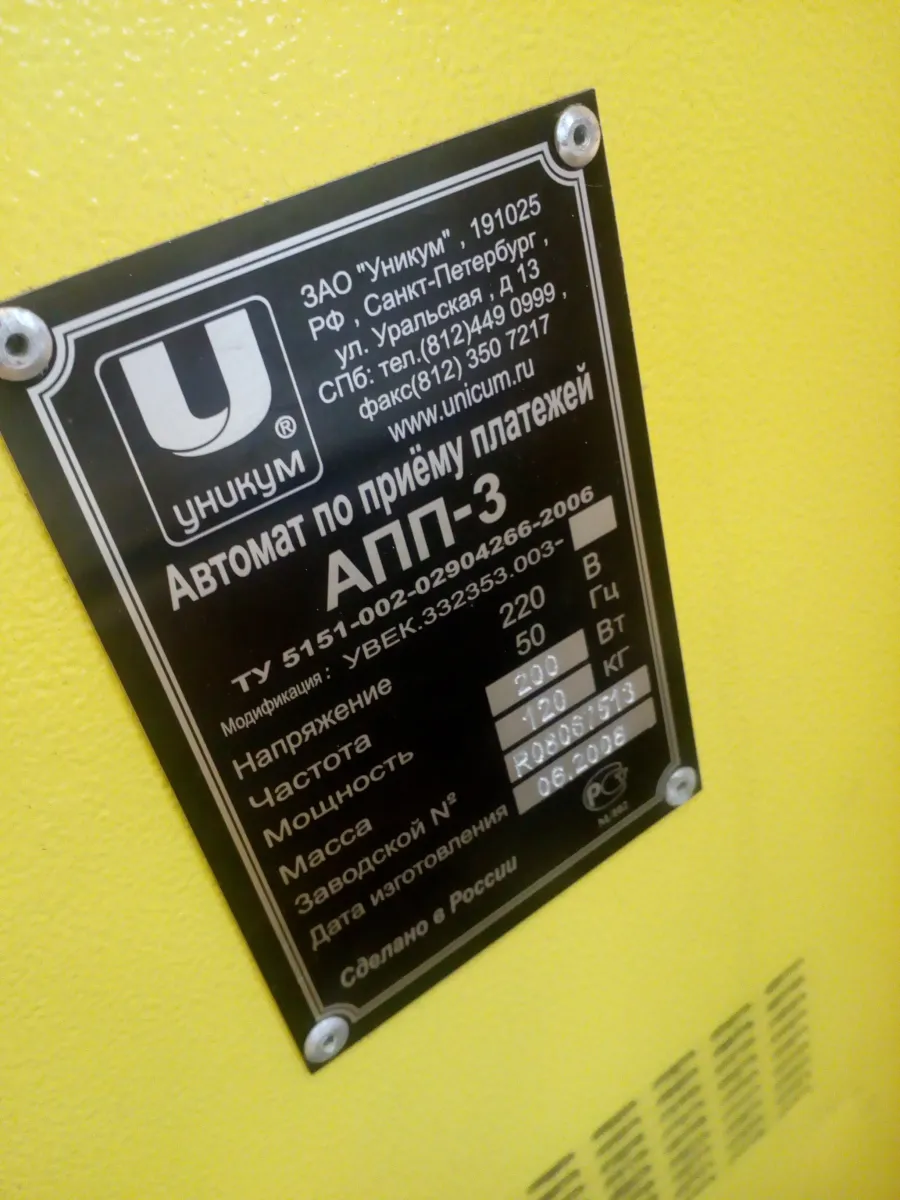 ЗАО "Уникум" , 191025
РФ , Санкт-Петербург ,
ул. Уральская , д 13
СПб: тел.(812)449 0999 ,
факс(812) 350 7217
www.unicum.ru
U®
уникум
Автомат по приёму платежей
АПП-3
ТУ 5151-002-02904266-2006
Модификация : УВЕК.332353.003-
Напряжение 220 В
Частота 50 Гц
Мощность 200 Вт
Масса 120 КГ
Заводской №
Дата изготовления 06.2008
Сделано в России
РСТ